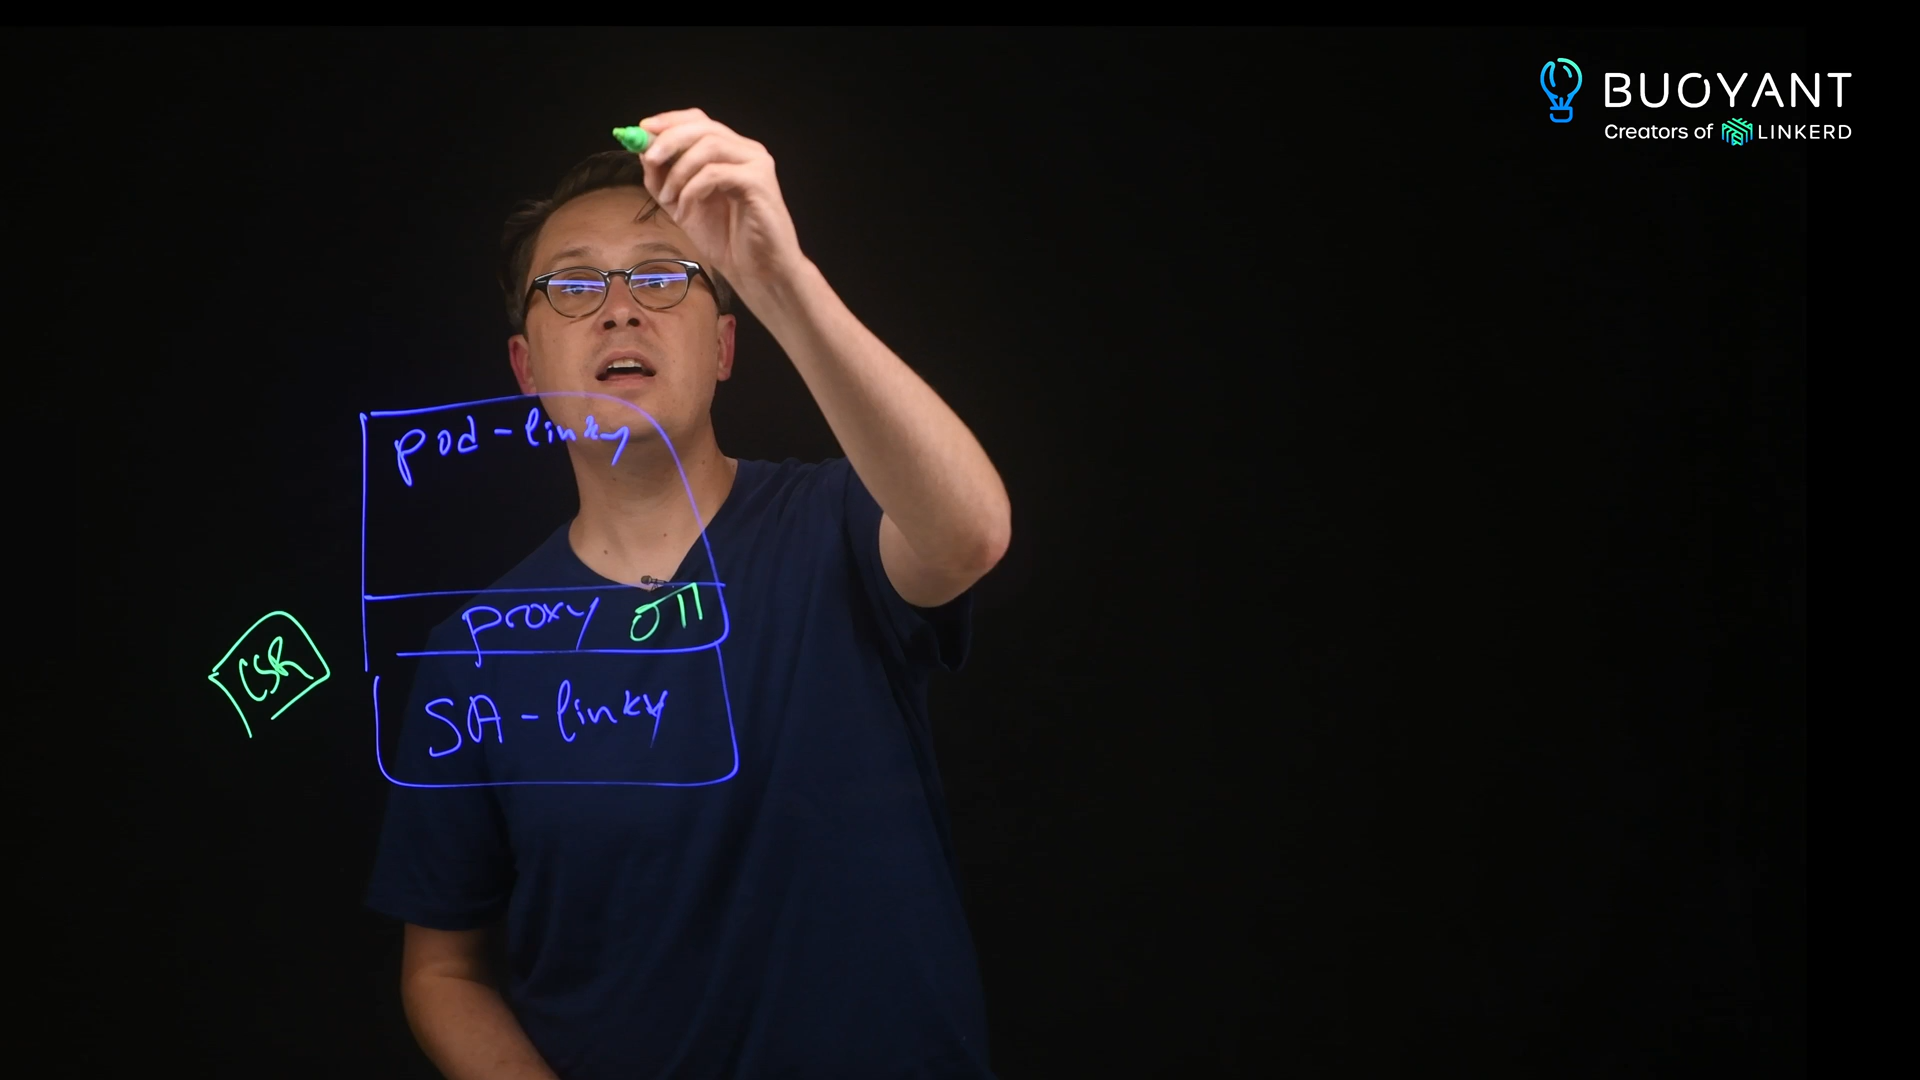 BUOYANT
Creators of LINKERD
pod-linky
proxy
CSR
SA-linky